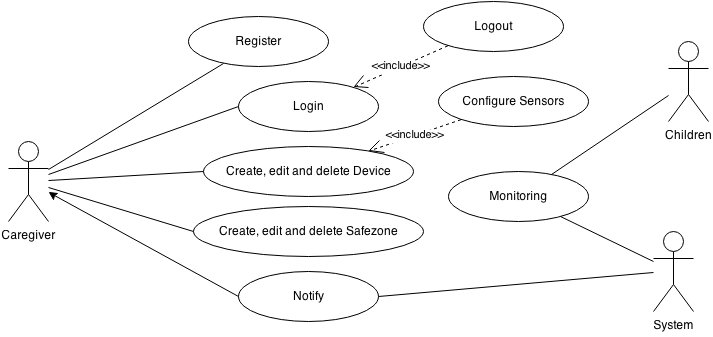 Logout
Register
<<include>>
Login
Configure Sensors
<<include>>
Children
Create, edit and delete Device
Monitoring
Caregiver
Create, edit and delete Safezone
Notify
System